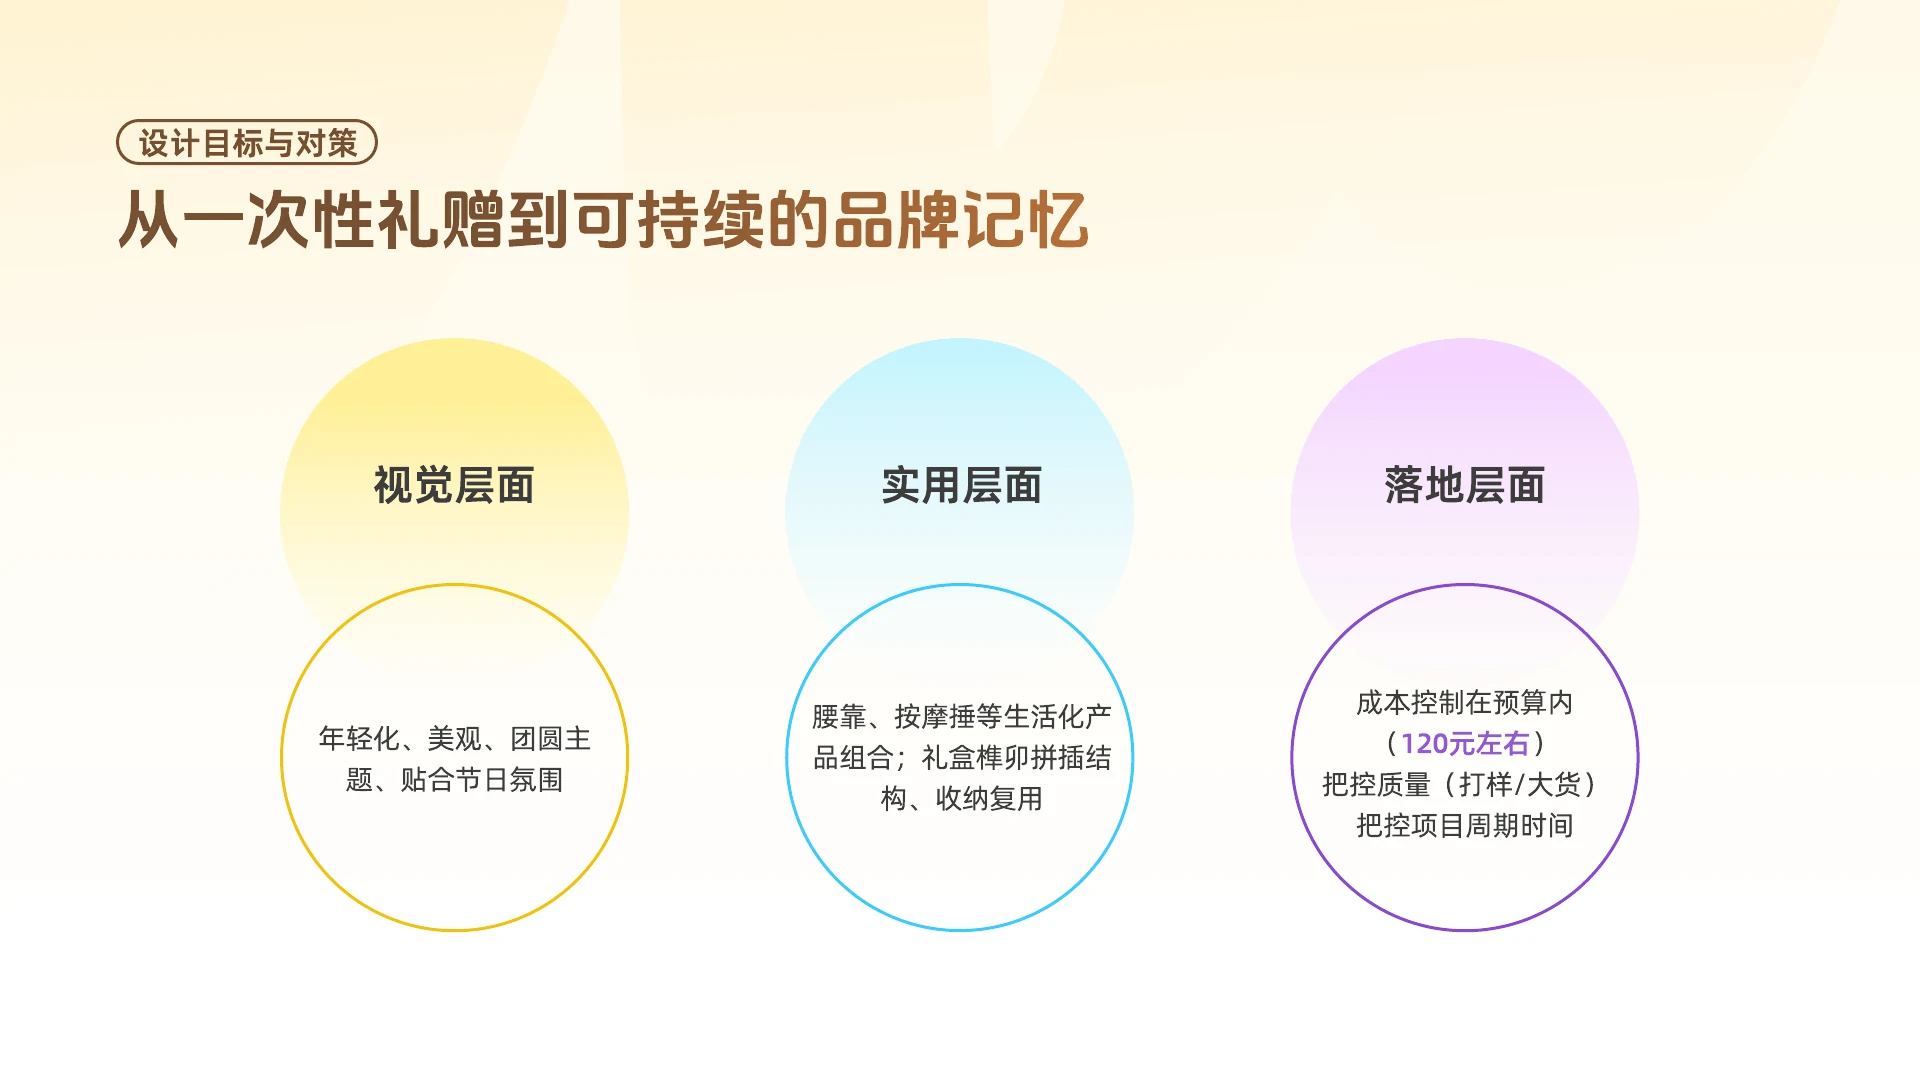 设计目标与对策
从一次性礼赠到可持续的品牌记忆
视觉层面
年轻化、美观、团圆主
题、贴合节日氛围
实用层面
腰靠、按摩捶等生活化产
品组合；礼盒榫卯拼插结
构、收纳复用
落地层面
成本控制在预算内
（120元左右）
把控质量（打样/大货）
把控项目周期时间